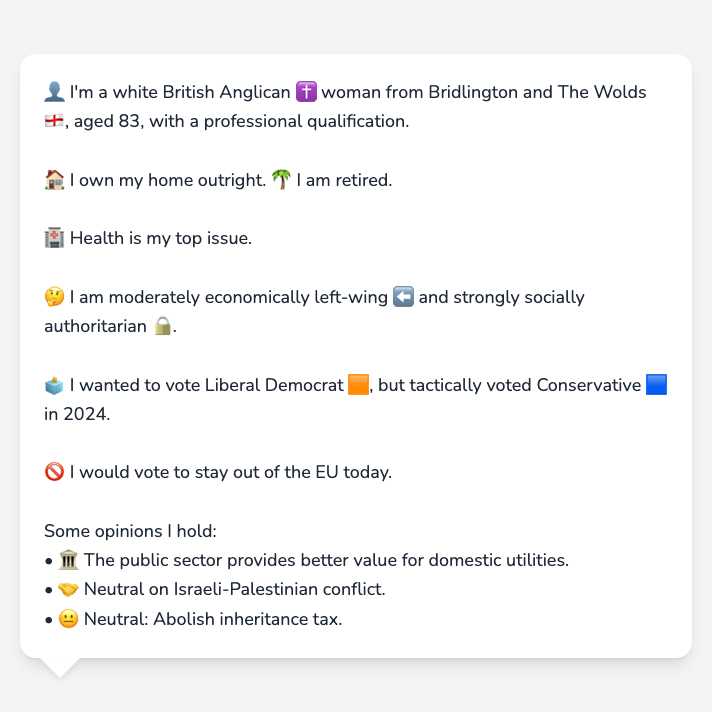 👤 I'm a white British Anglican ✝️ woman from Bridlington and The Wolds
🏴󠁧󠁢󠁥󠁮󠁧󠁿, aged 83, with a professional qualification.
🏠 I own my home outright. 🌴 I am retired.
🏥 Health is my top issue.
🤔 I am moderately economically left-wing ⬅️ and strongly socially
authoritarian 🔒.
🗳️ I wanted to vote Liberal Democrat 🟧, but tactically voted Conservative 🟦
in 2024.
🚫 I would vote to stay out of the EU today.
Some opinions I hold:
• 🏛️ The public sector provides better value for domestic utilities.
• 🤝 Neutral on Israeli-Palestinian conflict.
• 😐 Neutral: Abolish inheritance tax.